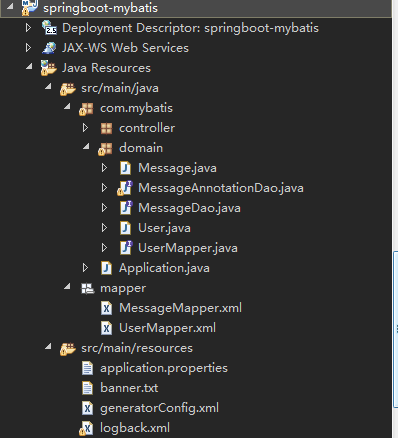 springboot-mybatis
Deployment Descriptor: springboot-mybatis
JAX-WS Web Services
Java Resources
src/main/java
com.mybatis
controller
domain
Message.java
MessageAnnotationDao.java
MessageDao.java
User.java
UserMapper.java
Application.java
mapper
MessageMapper.xml
UserMapper.xml
src/main/resources
application.properties
banner.txt
generatorConfig.xml
logback.xml